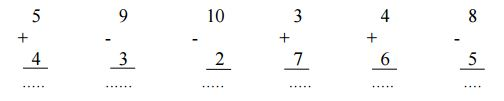 5 9 10 3 4 8
+ - - + + -
4 3 2 7 6 5
..... ...... ..... ..... ..... ....